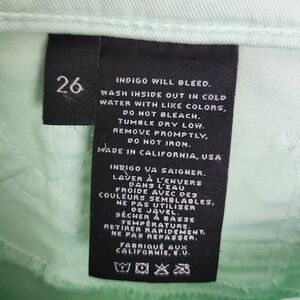 26
INDIGO WILL BLEED.
WASH INSIDE OUT IN COLD
WATER WITH LIKE COLORS.
DO NOT BLEACH.
TUMBLE DRY LOW.
REMOVE PROMPTLY.
DO NOT IRON.
MADE IN CALIFORNIA, USA
INDIGO VA SAIGNER.
LAVER À L'ENVERS
DANS L'EAU
FROIDE AVEC DES
COULEURS SEMBLABLES.
NE PAS UTILISER
DE JAVEL.
SÉCHER À BASSE
TEMPERATURE.
RETIRER RAPIDEMENT.
NE PAS REPASSER.
FABRIQUÉ AUX
CALIFORNIE, E.U.